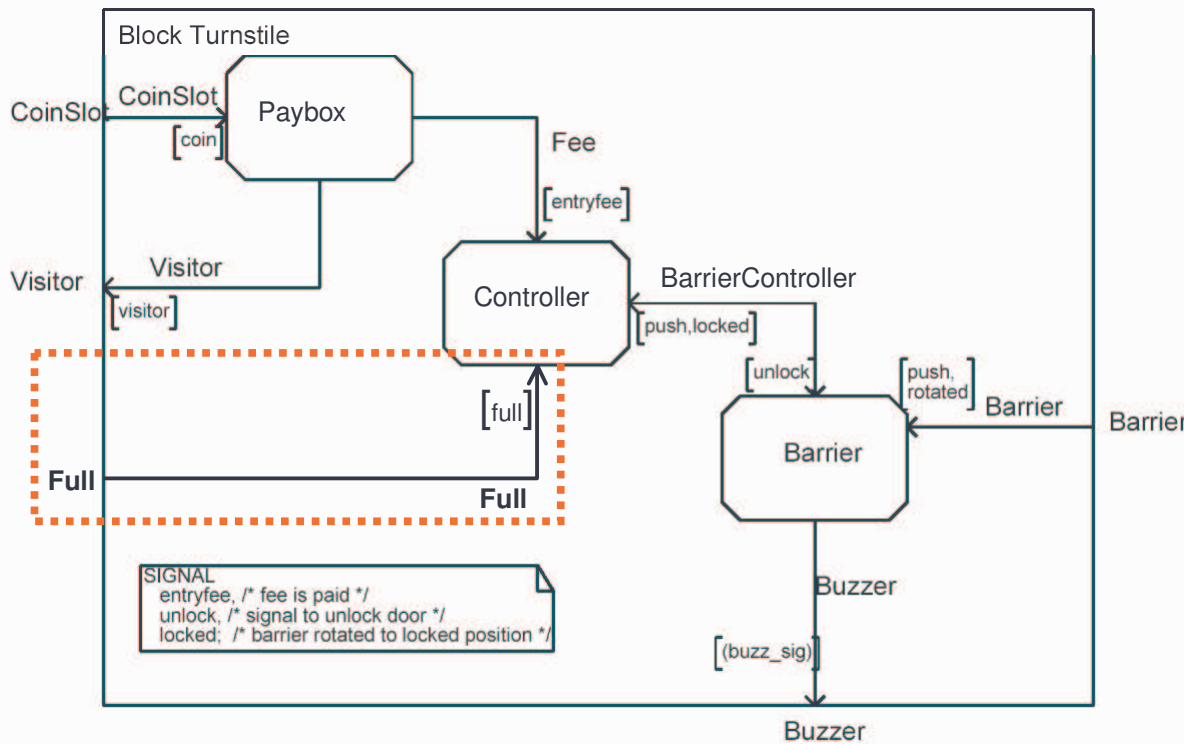 Block Turnstile
CoinSlot
CoinSlot
Paybox
[coin]
Fee
[entryfee]
Visitor
Visitor
[visitor]
Controller
BarrierController
[push,locked]
[unlock]
[push,
rotated]
Barrier
Barrier
Barrier
[full]
Full
Full
SIGNAL
entryfee, /* fee is paid */
unlock, /* signal to unlock door */
locked; /* barrier rotated to locked position */
Buzzer
[(buzz_sig)]
Buzzer